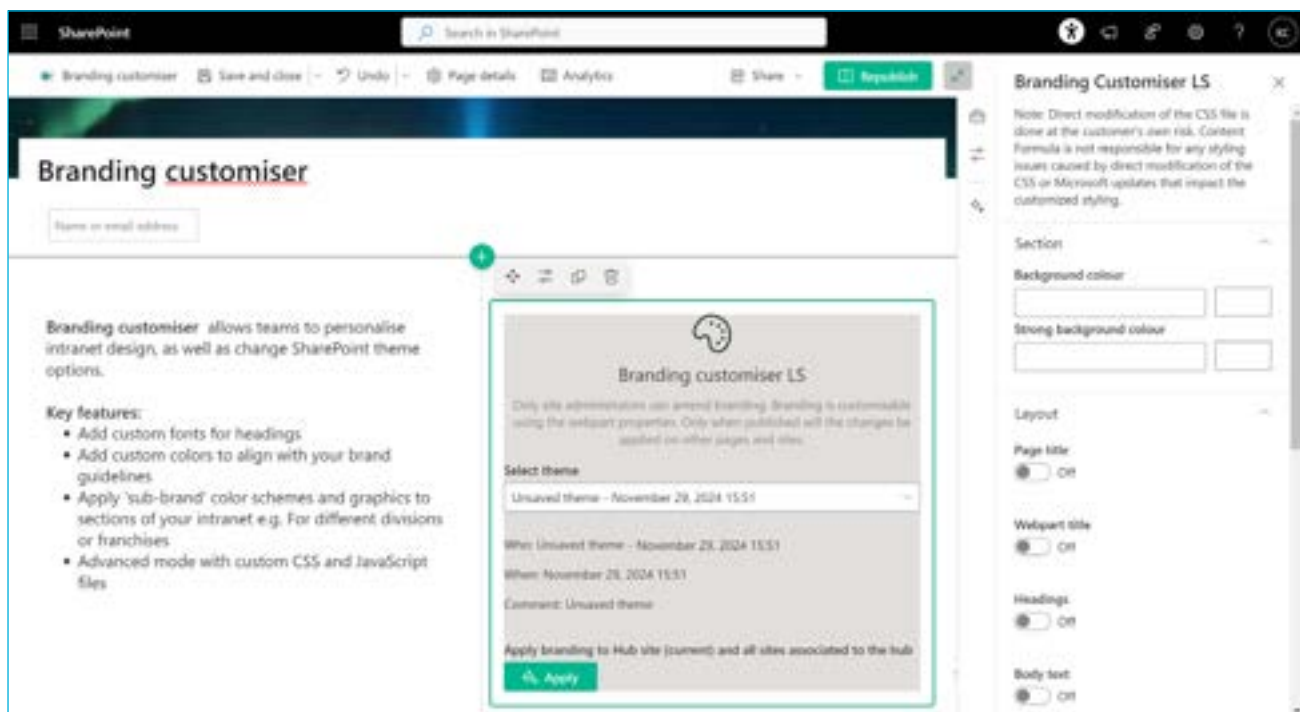 SharePoint
Search in SharePoint
?
KC
Branding customiser
Save and close
Undo
Page details
Analytics
Share
Republish
Branding customiser
Name or email address
Branding customiser allows teams to personalise
intranet design, as well as change SharePoint theme
options.
Key features:
• Add custom fonts for headings
• Add custom colors to align with your brand
guidelines
• Apply 'sub-brand' color schemes and graphics to
sections of your intranet e.g. For different divisions
or franchises
• Advanced mode with custom CSS and JavaScript
files
Branding customiser LS
Only site administrators can amend branding. Branding is customisable
using the webpart properties. Only when published will the changes be
applied on other pages and sites.
Select theme
Unsaved theme - November 29, 2024 15:51
Who: Unsaved theme - November 29, 2024 15:51
When: November 29, 2024 15:51
Comment: Unsaved theme
Apply branding to Hub site (current) and all sites associated to the hub
Apply
Branding Customiser LS
Note: Direct modification of the CSS file is
done at the customer's own risk. Content
Formula is not responsible for any styling
issues caused by direct modification of the
CSS or Microsoft updates that impact the
customized styling.
Section
Background colour
Strong background colour
Layout
Page title
Off
Webpart title
Off
Headings
Off
Body text
Off